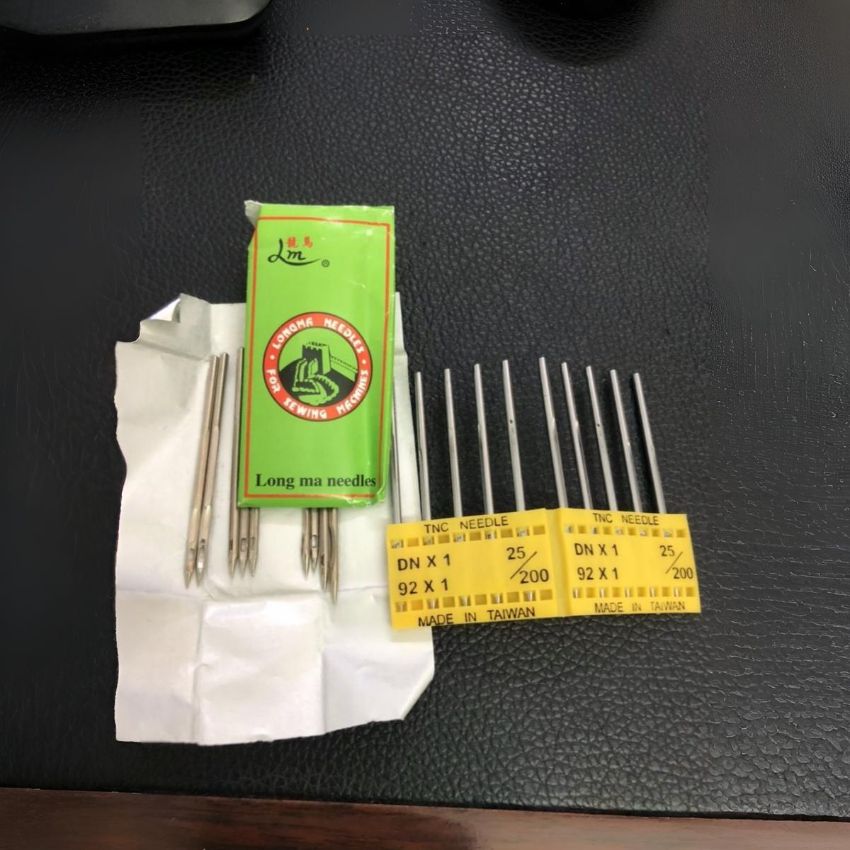 龍馬
Lm ®
LONGMA NEEDLES
FOR SEWING MACHINES
Long ma needles
TNC NEEDLE
DN X 1 25/200
92 X 1
MADE IN TAIWAN
TNC NEEDLE
DN X 1 25/200
92 X 1
MADE IN TAIWAN